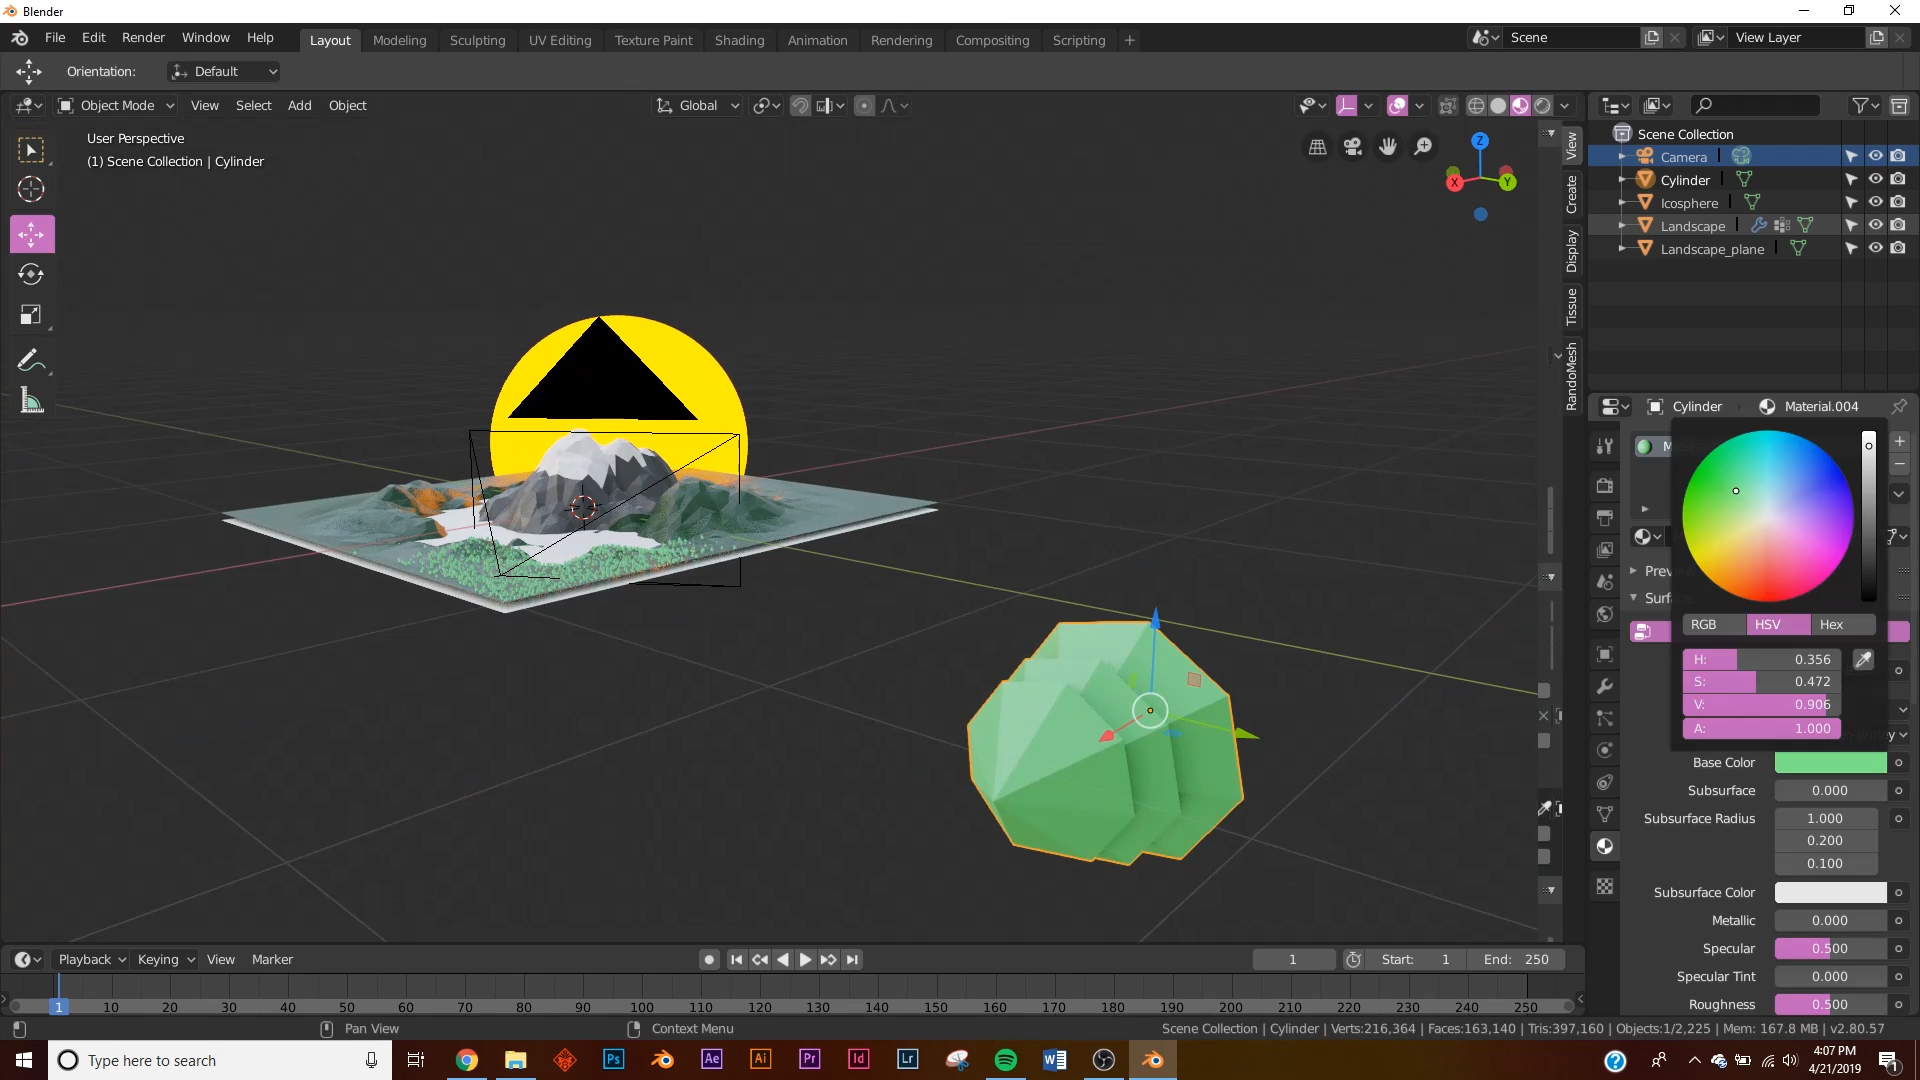 Blender
File Edit Render Window Help Layout Modeling Sculpting UV Editing Texture Paint Shading Animation Rendering Compositing Scripting + Scene View Layer
Orientation: Default
Object Mode View Select Add Object Global
User Perspective
(1) Scene Collection | Cylinder
Z
X
Y
View
Create
Display
Tissue
RandoMesh
Scene Collection
Camera
Cylinder
Icosphere
Landscape
Landscape_plane
Cylinder Material.004
M
Prev
Surf
RGB HSV Hex
H: 0.356
S: 0.472
V: 0.906
A: 1.000
Base Color
Subsurface 0.000
Subsurface Radius 1.000
0.200
0.100
Subsurface Color
Metallic 0.000
Specular 0.500
Specular Tint 0.000
Roughness 0.500
Playback Keying View Marker 1 Start: 1 End: 250
1 10 20 30 40 50 60 70 80 90 100 110 120 130 140 150 160 170 180 190 200 210 220 230 240 250
Pan View Context Menu Scene Collection | Cylinder | Verts:216,364 | Faces:163,140 | Tris:397,160 | Objects:1/2,225 | Mem: 167.8 MB | v2.80.57
Type here to search Ps Ae Ai Pr Id Lr W
4:07 PM
4/21/2019
1